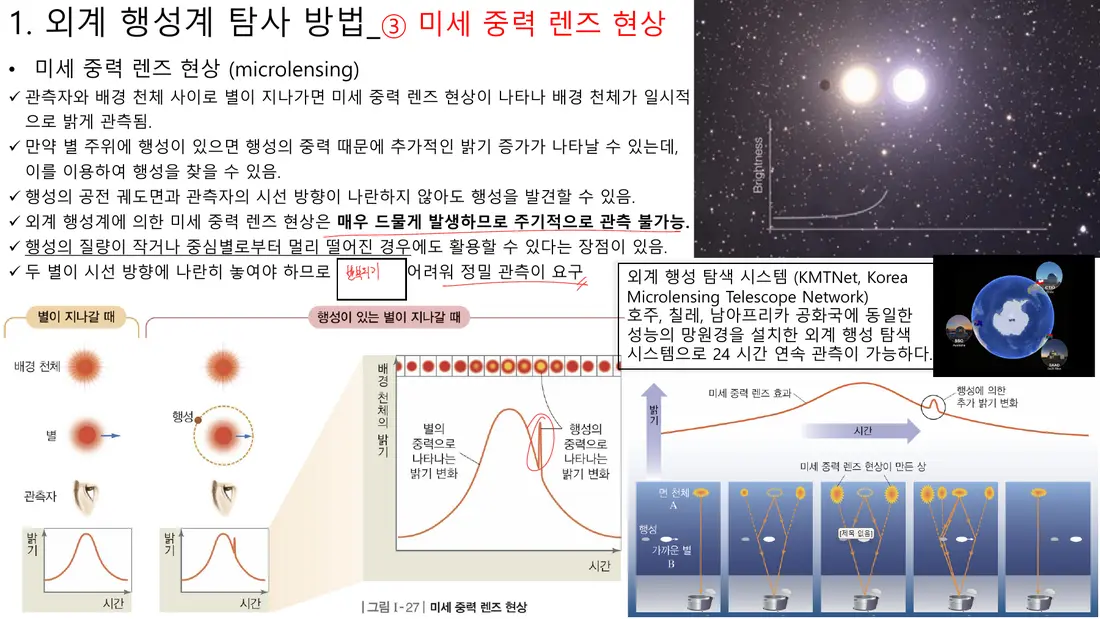 1. 외계 행성계 탐사 방법_③ 미세 중력 렌즈 현상
• 미세 중력 렌즈 현상 (microlensing)
✓ 관측자와 배경 천체 사이로 별이 지나가면 미세 중력 렌즈 현상이 나타나 배경 천체가 일시적
으로 밝게 관측됨.
✓ 만약 별 주위에 행성이 있으면 행성의 중력 때문에 추가적인 밝기 증가가 나타날 수 있는데,
이를 이용하여 행성을 찾을 수 있음.
✓ 행성의 공전 궤도면과 관측자의 시선 방향이 나란하지 않아도 행성을 발견할 수 있음.
✓ 외계 행성계에 의한 미세 중력 렌즈 현상은 매우 드물게 발생하므로 주기적으로 관측 불가능.
✓ 행성의 질량이 작거나 중심별로부터 멀리 떨어진 경우에도 활용할 수 있다는 장점이 있음.
✓ 두 별이 시선 방향에 나란히 놓여야 하므로 어려워 정밀 관측이 요구
Brightness
외계 행성 탐색 시스템 (KMTNet, Korea
Microlensing Telescope Network)
호주, 칠레, 남아프리카 공화국에 동일한
성능의 망원경을 설치한 외계 행성 탐색
시스템으로 24 시간 연속 관측이 가능하다.
CTIO
SSO
SAAO
별이 지나갈 때
행성이 있는 별이 지나갈 때
배경 천체
행성
별
관측자
밝기
시간
밝기
시간
배경 천체의 밝기
별의
중력으로
나타나는
밝기 변화
행성의
중력으로
나타나는
밝기 변화
시간
| 그림 Ⅰ-27 | 미세 중력 렌즈 현상
밝기
미세 중력 렌즈 효과
행성에 의한
추가 밝기 변화
시간
미세 중력 렌즈 현상이 만든 상
먼 천체
A
행성
가까운 별
B
[제목 없음]